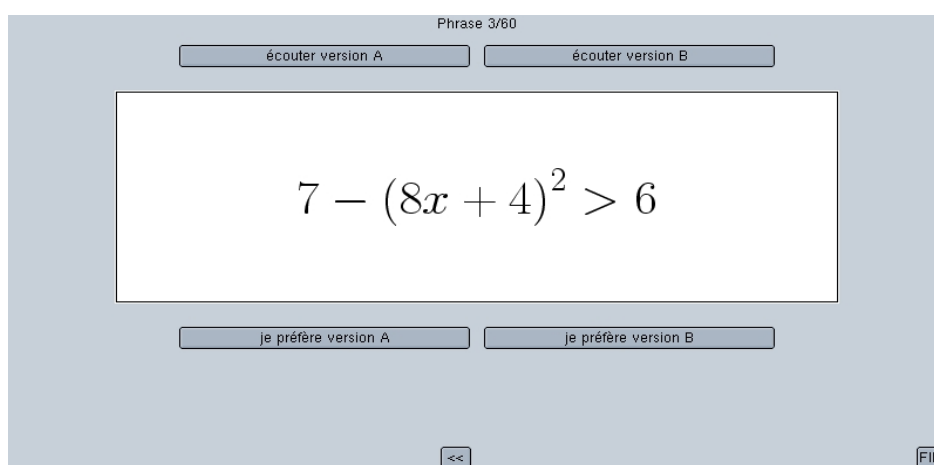 Phrase 3/60
écouter version A écouter version B
7 − (8x + 4)² > 6
je préfère version A je préfère version B
<<